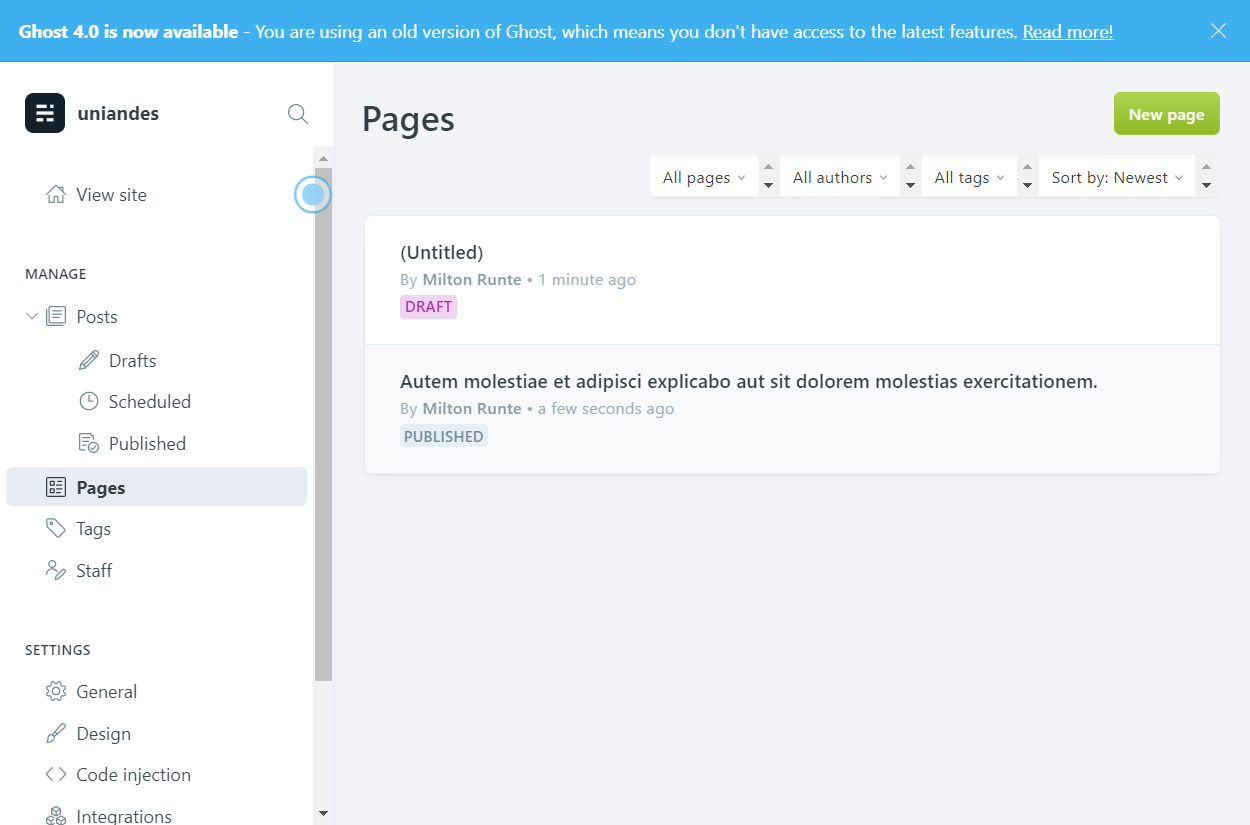 Ghost 4.0 is now available - You are using an old version of Ghost, which means you don't have access to the latest features. Read more!
uniandes
View site
MANAGE
Posts
Drafts
Scheduled
Published
Pages
Tags
Staff
SETTINGS
General
Design
Code injection
Integrations
Pages
New page
All pages
All authors
All tags
Sort by: Newest
(Untitled)
By Milton Runte • 1 minute ago
DRAFT
Autem molestiae et adipisci explicabo aut sit dolorem molestias exercitationem.
By Milton Runte • a few seconds ago
PUBLISHED